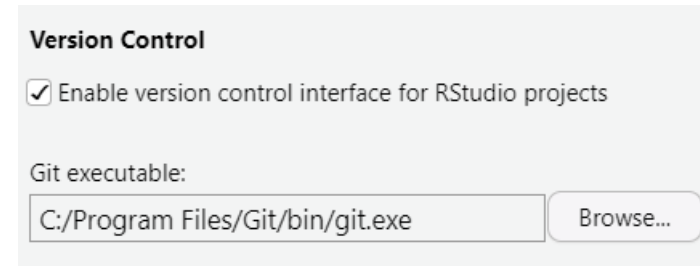 Version Control
Enable version control interface for RStudio projects
Git executable:
C:/Program Files/Git/bin/git.exe Browse...